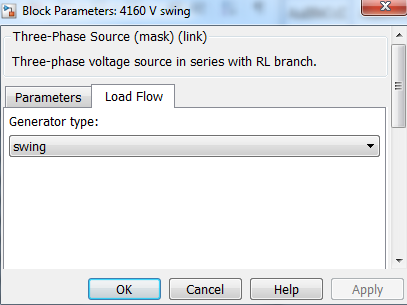 Block Parameters: 4160 V swing
Three-Phase Source (mask) (link)
Three-phase voltage source in series with RL branch.
Parameters Load Flow
Generator type:
swing
OK Cancel Help Apply